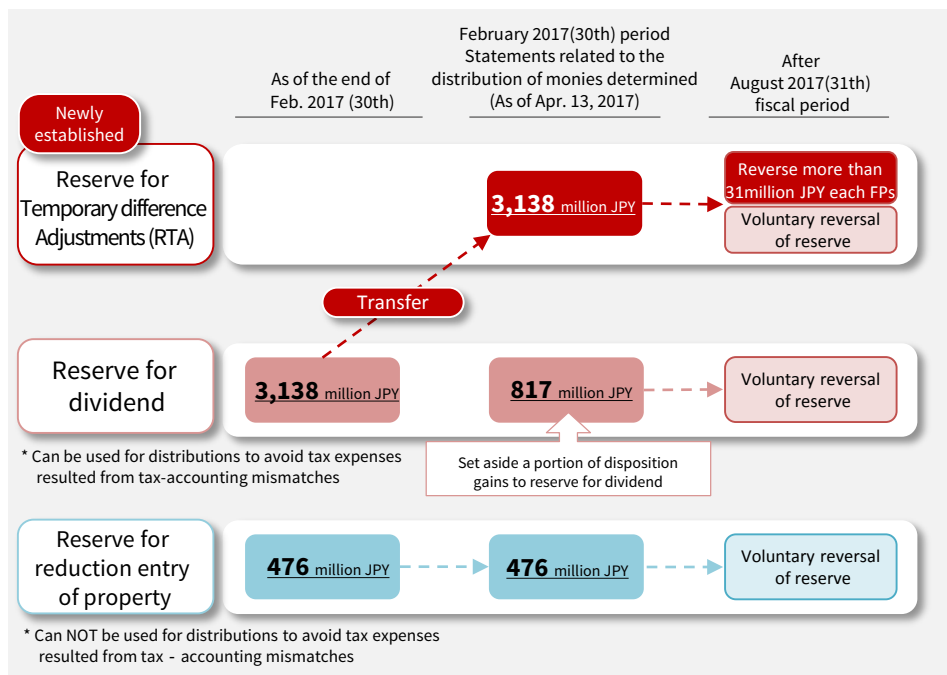 As of the end of
Feb. 2017 (30th)
February 2017(30th) period
Statements related to the
distribution of monies determined
(As of Apr. 13, 2017)
After
August 2017(31th)
fiscal period
Newly
established
Reserve for
Temporary difference
Adjustments (RTA)
3,138 million JPY
Reverse more than
31million JPY each FPs
Voluntary reversal
of reserve
Transfer
Reserve for
dividend
3,138 million JPY
817 million JPY
Voluntary reversal
of reserve
* Can be used for distributions to avoid tax expenses
resulted from tax-accounting mismatches
Set aside a portion of disposition
gains to reserve for dividend
Reserve for
reduction entry
of property
476 million JPY
476 million JPY
Voluntary reversal
of reserve
* Can NOT be used for distributions to avoid tax expenses
resulted from tax - accounting mismatches